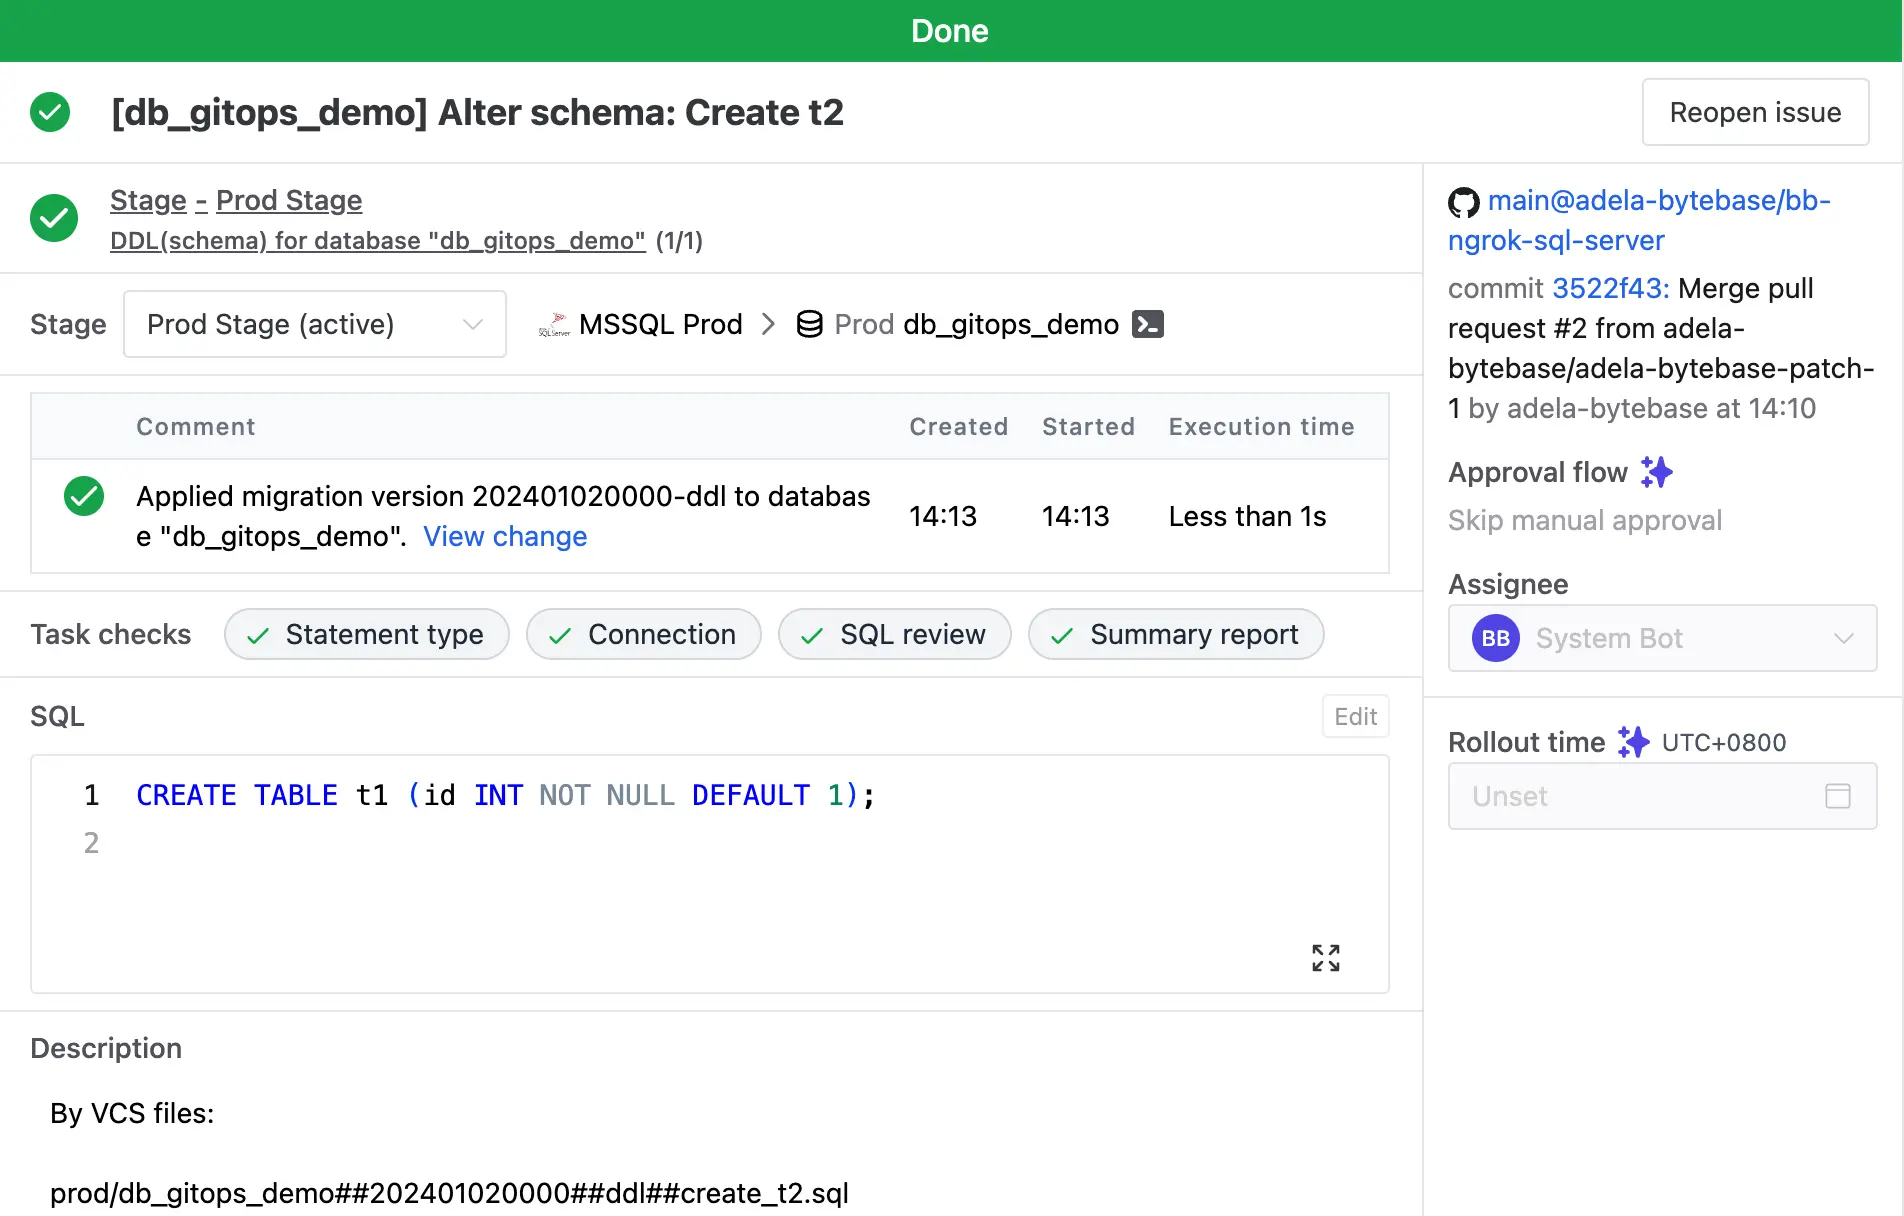 Done
[db_gitops_demo] Alter schema: Create t2
Reopen issue
Stage - Prod Stage
DDL(schema) for database "db_gitops_demo" (1/1)
Stage
Prod Stage (active)
SQLServer
MSSQL Prod
Prod db_gitops_demo
Comment
Created
Started
Execution time
Applied migration version 202401020000-ddl to databas
e "db_gitops_demo". View change
14:13
14:13
Less than 1s
Task checks
Statement type
Connection
SQL review
Summary report
SQL
Edit
1 CREATE TABLE t1 (id INT NOT NULL DEFAULT 1);
2
Description
By VCS files:
prod/db_gitops_demo##202401020000##ddl##create_t2.sql
main@adela-bytebase/bb-
ngrok-sql-server
commit 3522f43: Merge pull
request #2 from adela-
bytebase/adela-bytebase-patch-
1 by adela-bytebase at 14:10
Approval flow
Skip manual approval
Assignee
BB System Bot
Rollout time UTC+0800
Unset